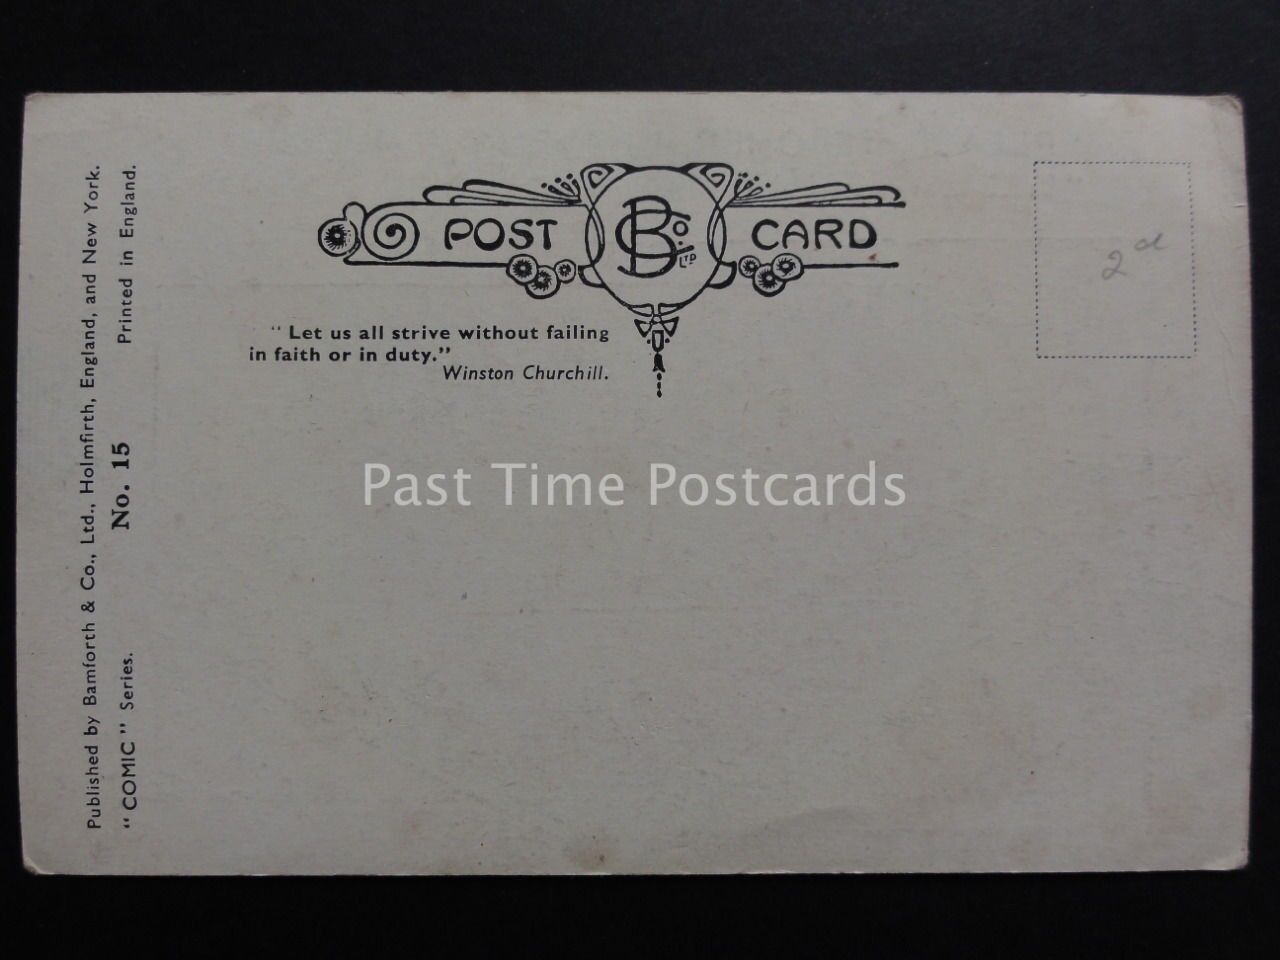 POST B Co. LTD CARD
2d
" Let us all strive without failing
in faith or in duty."
Winston Churchill.
Past Time Postcards
Published by Bamforth & Co., Ltd., Holmfirth, England, and New York.
" COMIC " Series. No. 15 Printed in England.